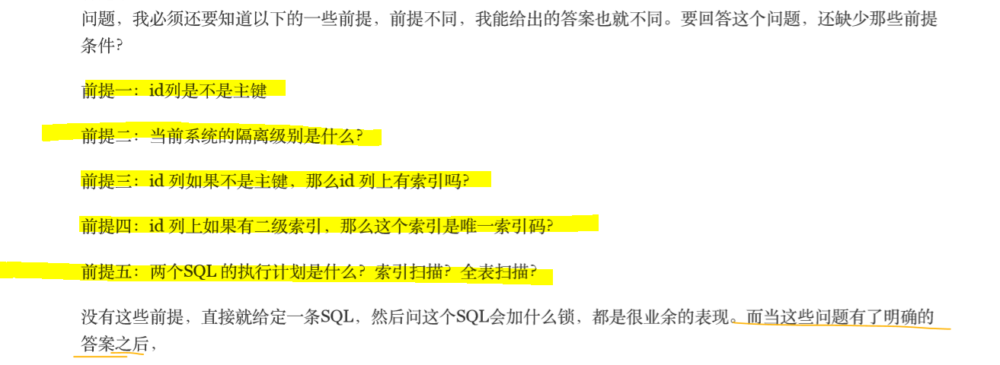 问题，我必须还要知道以下的一些前提，前提不同，我能给出的答案也就不同。要回答这个问题，还缺少那些前提
条件?
前提一：id列是不是主键
前提二：当前系统的隔离级别是什么?
前提三：id 列如果不是主键，那么id 列上有索引吗?
前提四：id 列上如果有二级索引，那么这个索引是唯一索引码?
前提五：两个SQL 的执行计划是什么？索引扫描？全表扫描?
没有这些前提，直接就给定一条SQL，然后问这个SQL会加什么锁，都是很业余的表现。而当这些问题有了明确的
答案之后，